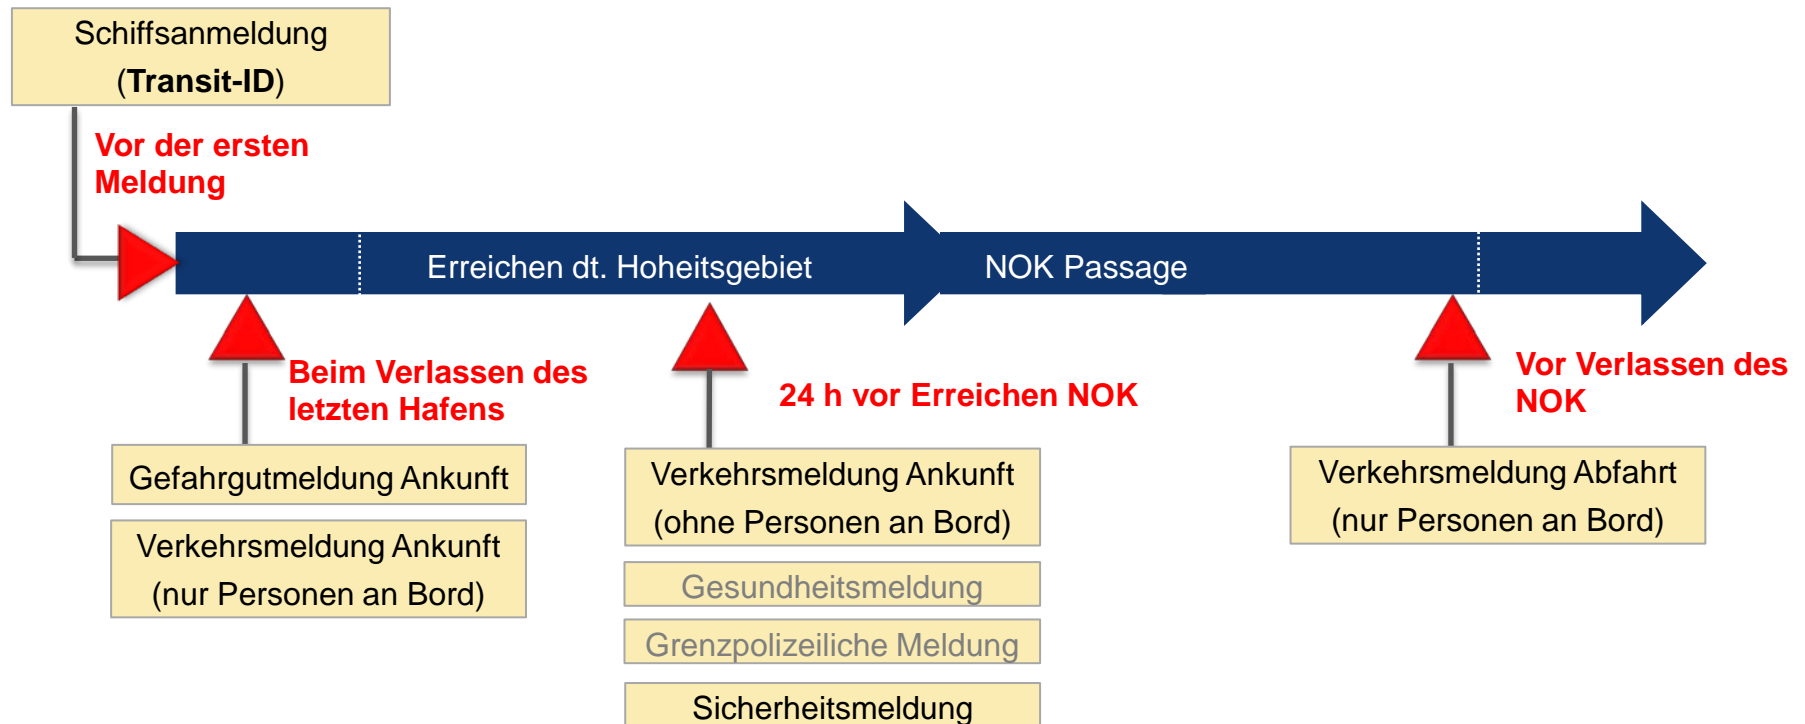 Schiffsanmeldung
(Transit-ID)
Vor der ersten
Meldung
Erreichen dt. Hoheitsgebiet
NOK Passage
Beim Verlassen des
letzten Hafens
24 h vor Erreichen NOK
Vor Verlassen des
NOK
Gefahrgutmeldung Ankunft
Verkehrsmeldung Ankunft
(nur Personen an Bord)
Verkehrsmeldung Ankunft
(ohne Personen an Bord)
Gesundheitsmeldung
Grenzpolizeiliche Meldung
Sicherheitsmeldung
Verkehrsmeldung Abfahrt
(nur Personen an Bord)